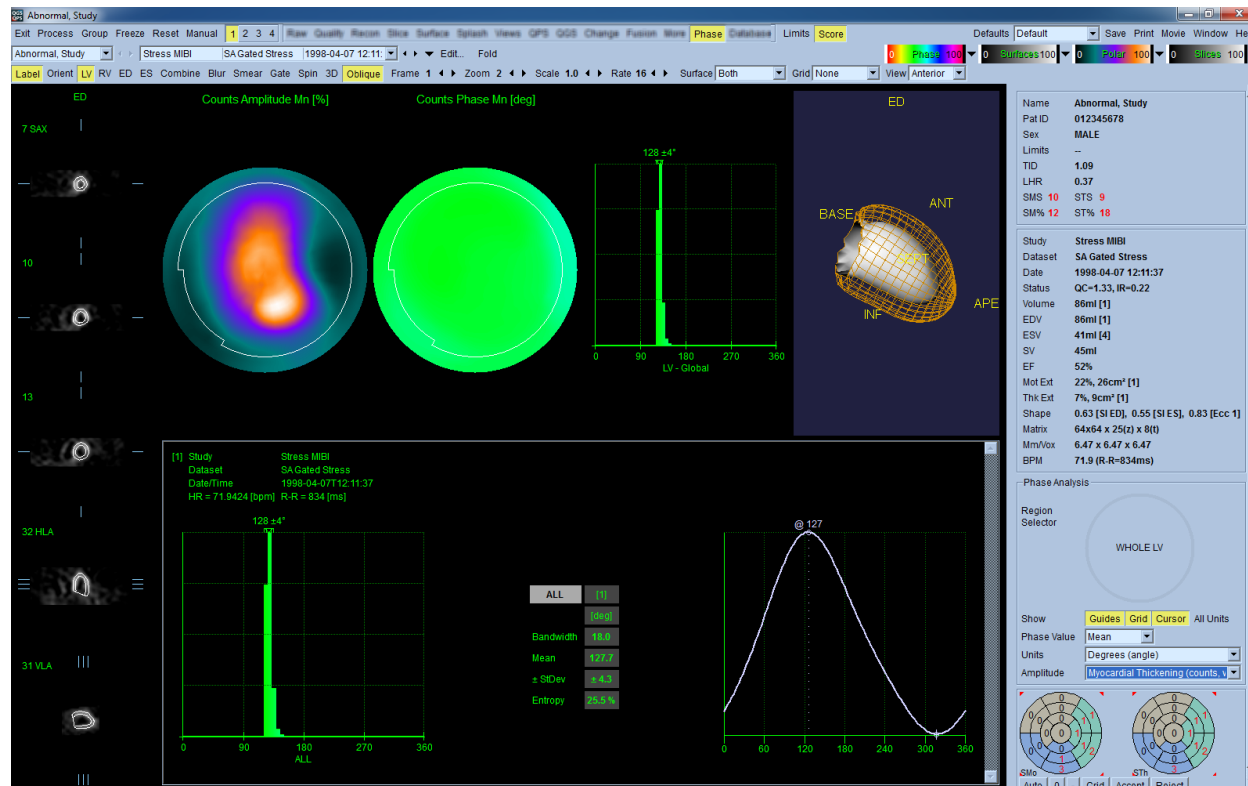 Abnormal, Study
Exit Process Group Freeze Reset Manual 1 2 3 4 Raw Quality Recon Slice Surface Splash Views QPS QGS Change Fusion More Phase Database Limits Score Defaults Default Save Print Movie Window He
Abnormal, Study Stress MIBI SA Gated Stress 1998-04-07 12:11: Edit... Fold 0 Phase 100 0 Surfaces 100 0 Polar 100 0 Slices 100
Label Orient LV RV ED ES Combine Blur Smear Gate Spin 3D Oblique Frame 1 Zoom 2 Scale 1.0 Rate 16 Surface Both Grid None View Anterior
ED
7 SAX
10
13
32 HLA
31 VLA
Counts Amplitude Mn [%]
Counts Phase Mn [deg]
128 ±4°
0 90 180 270 360
LV - Global
ED
BASE
ANT
SEPT
INF
APE
[1] Study Stress MIBI
Dataset SA Gated Stress
Date/Time 1998-04-07T12:11:37
HR = 71.9424 [bpm] R-R = 834 [ms]
128 ±4°
0 90 180 270 360
ALL
ALL [1]
[deg]
Bandwidth 18.0
Mean 127.7
± StDev ± 4.3
Entropy 25.5 %
@ 127
0 60 120 180 240 300 360
Name Abnormal, Study
Pat ID 012345678
Sex MALE
Limits --
TID 1.09
LHR 0.37
SMS 10 STS 9
SM% 12 ST% 18
Study Stress MIBI
Dataset SA Gated Stress
Date 1998-04-07 12:11:37
Status QC=1.33, IR=0.22
Volume 86ml [1]
EDV 86ml [1]
ESV 41ml [4]
SV 45ml
EF 52%
Mot Ext 22%, 26cm² [1]
Thk Ext 7%, 9cm² [1]
Shape 0.63 [SI ED], 0.55 [SI ES], 0.83 [Ecc 1]
Matrix 64x64 x 25(z) x 8(t)
Mm/Vox 6.47 x 6.47 x 6.47
BPM 71.9 (R-R=834ms)
Phase Analysis
Region
Selector
WHOLE LV
Show Guides Grid Cursor All Units
Phase Value Mean
Units Degrees (angle)
Amplitude Myocardial Thickening (counts, v
SMo
STh
Auto 0 Grid Accept Reject